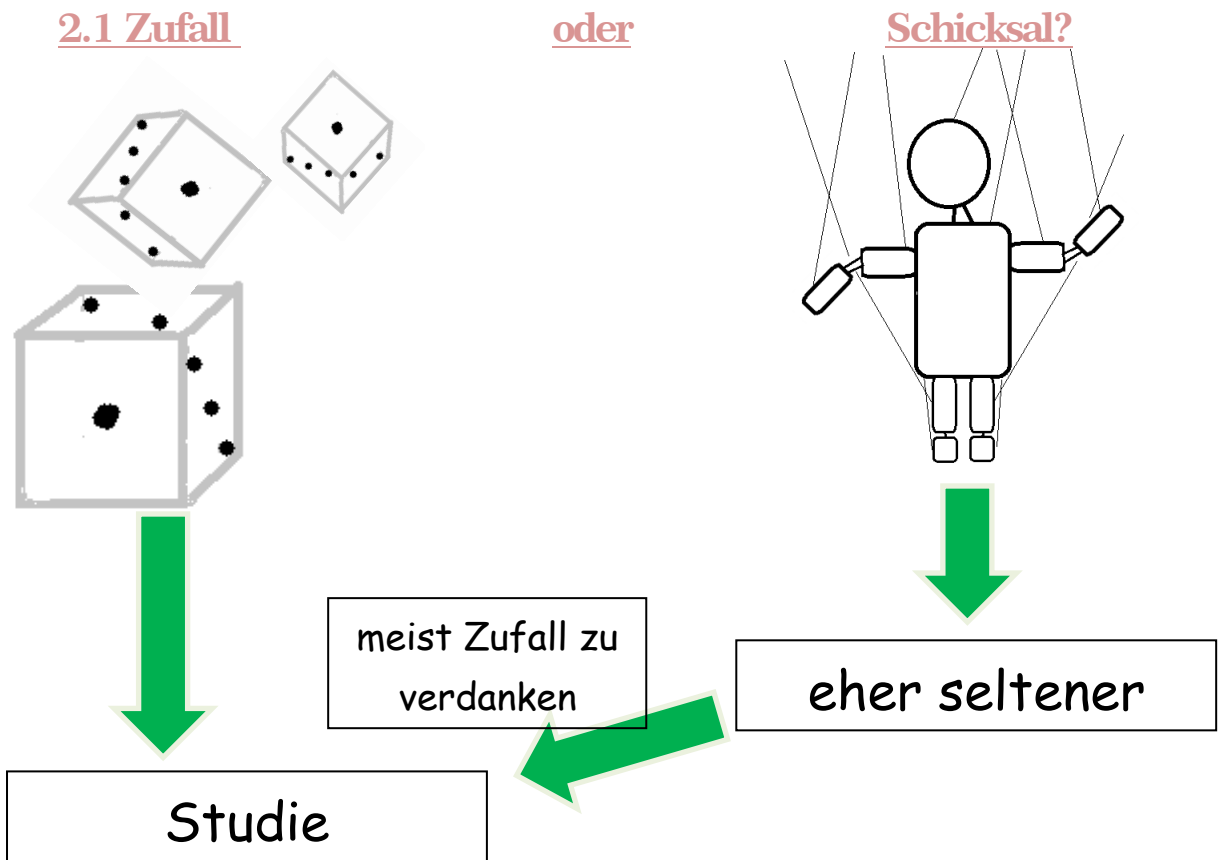 2.1 Zufall oder Schicksal?
meist Zufall zu
verdanken
eher seltener
Studie